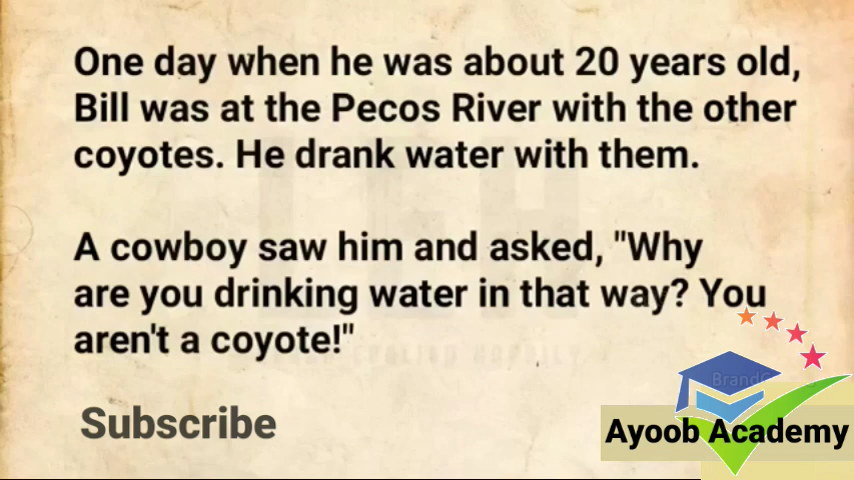 One day when he was about 20 years old,
Bill was at the Pecos River with the other
coyotes. He drank water with them.
A cowboy saw him and asked, "Why
are you drinking water in that way? You
aren't a coyote!"
Subscribe
Ayoob Academy